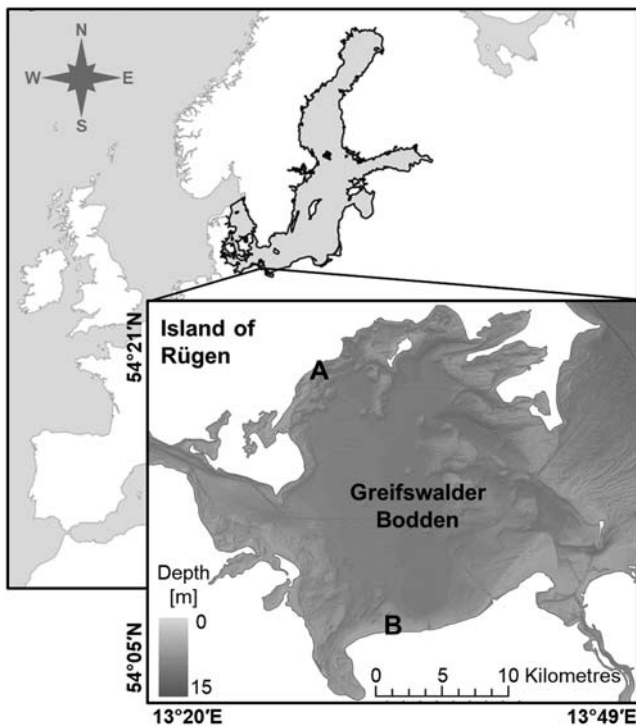 N
W E
S
Island of
Rügen
54°21′N
A
Greifswalder
Bodden
Depth
[m]
0
15
B
0 5 10 Kilometres
54°05′N
13°20′E
13°49′E